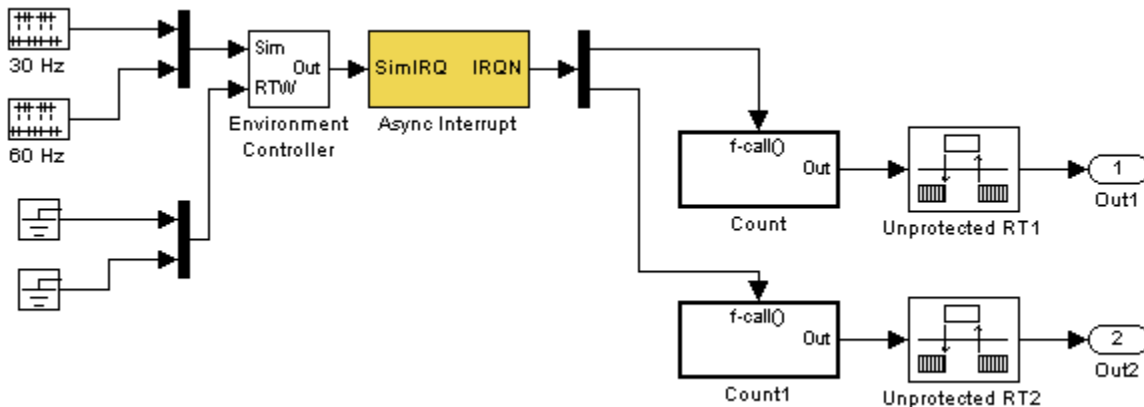 30 Hz
60 Hz
Sim
Out
RTW
Environment
Controller
SimIRQ IRQN
Async Interrupt
f-call()
Out
Count
Unprotected RT1
1
Out1
f-call()
Out
Count1
Unprotected RT2
2
Out2